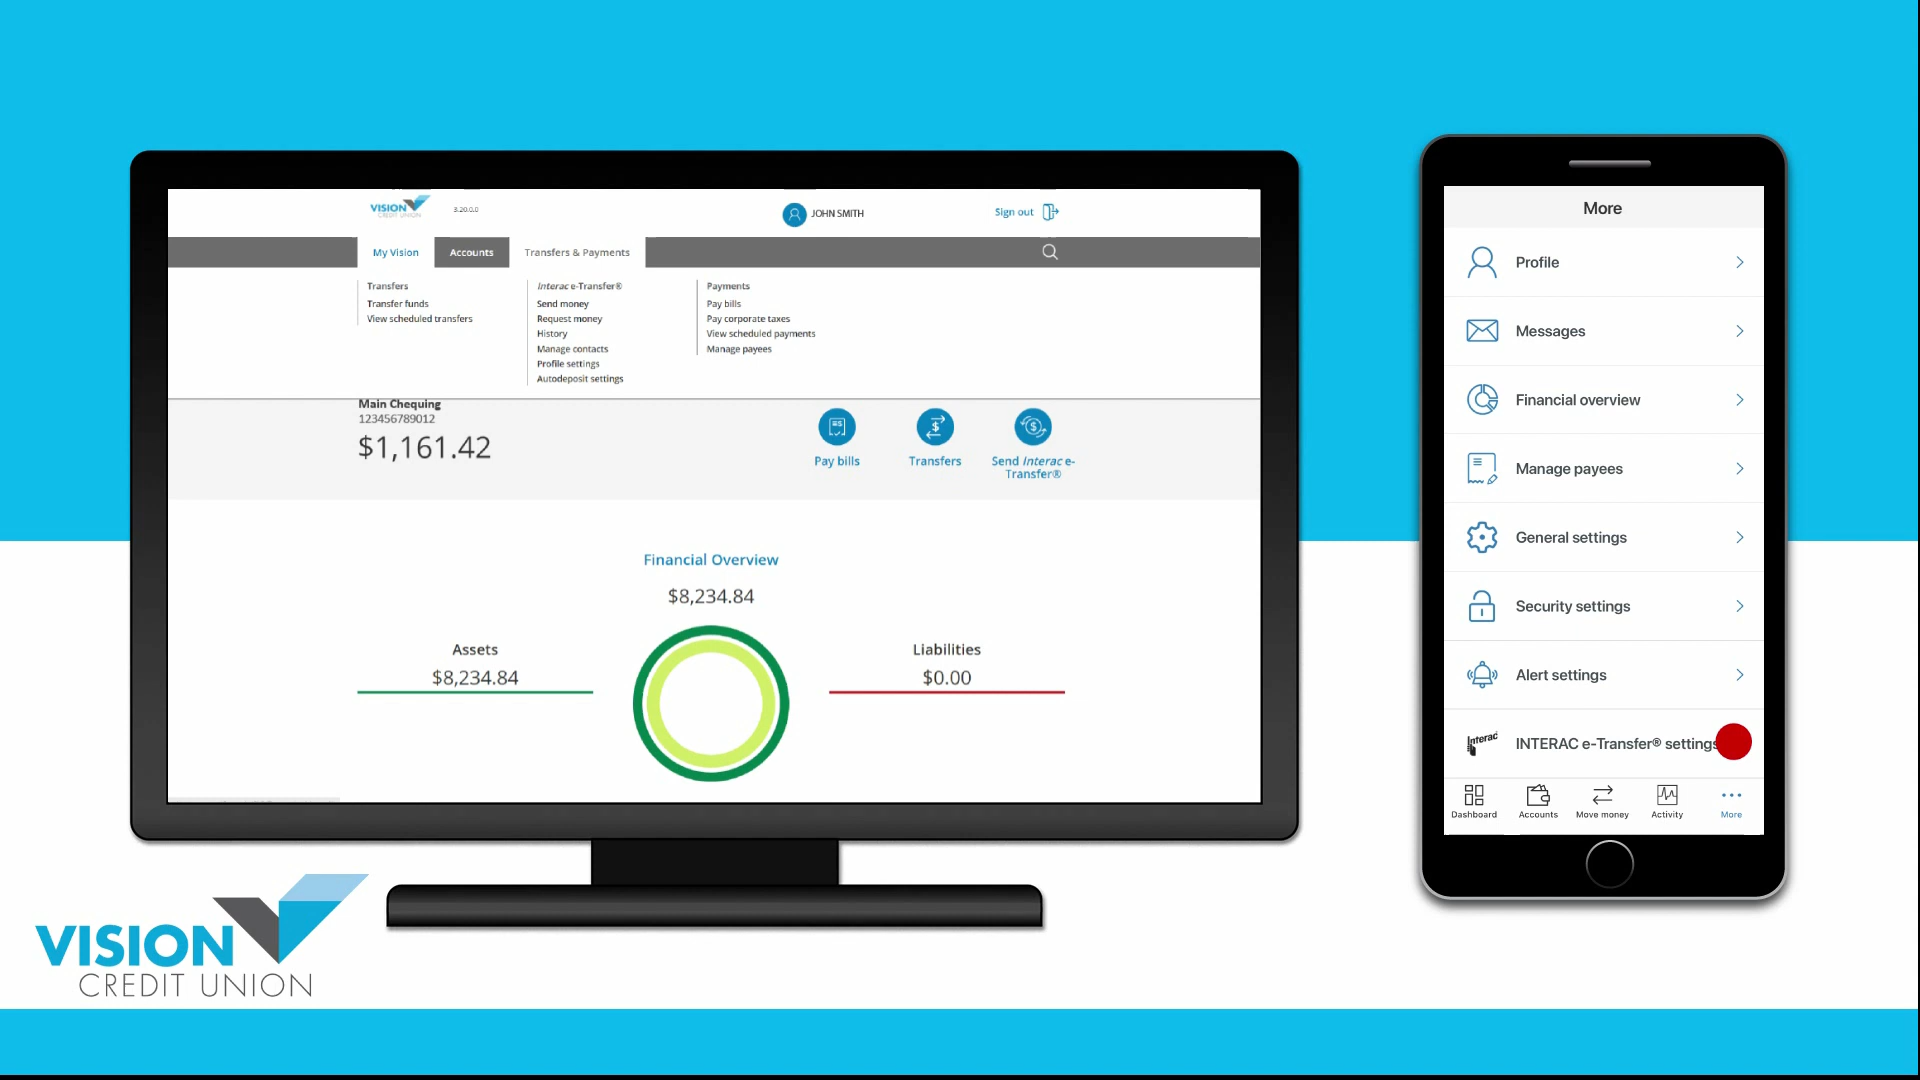 VISION
CREDIT UNION
3.20.0.0
JOHN SMITH
Sign out
My Vision
Accounts
Transfers & Payments
Transfers
Transfer funds
View scheduled transfers
Interac e-Transfer®
Send money
Request money
History
Manage contacts
Profile settings
Autodeposit settings
Payments
Pay bills
Pay corporate taxes
View scheduled payments
Manage payees
Main Chequing
123456789012
$1,161.42
Pay bills
Transfers
Send Interac e-
Transfer®
Financial Overview
$8,234.84
Assets
$8,234.84
Liabilities
$0.00
More
Profile
Messages
Financial overview
Manage payees
General settings
Security settings
Alert settings
Interac
INTERAC e-Transfer® settings
Dashboard
Accounts
Move money
Activity
More
VISION
CREDIT UNION